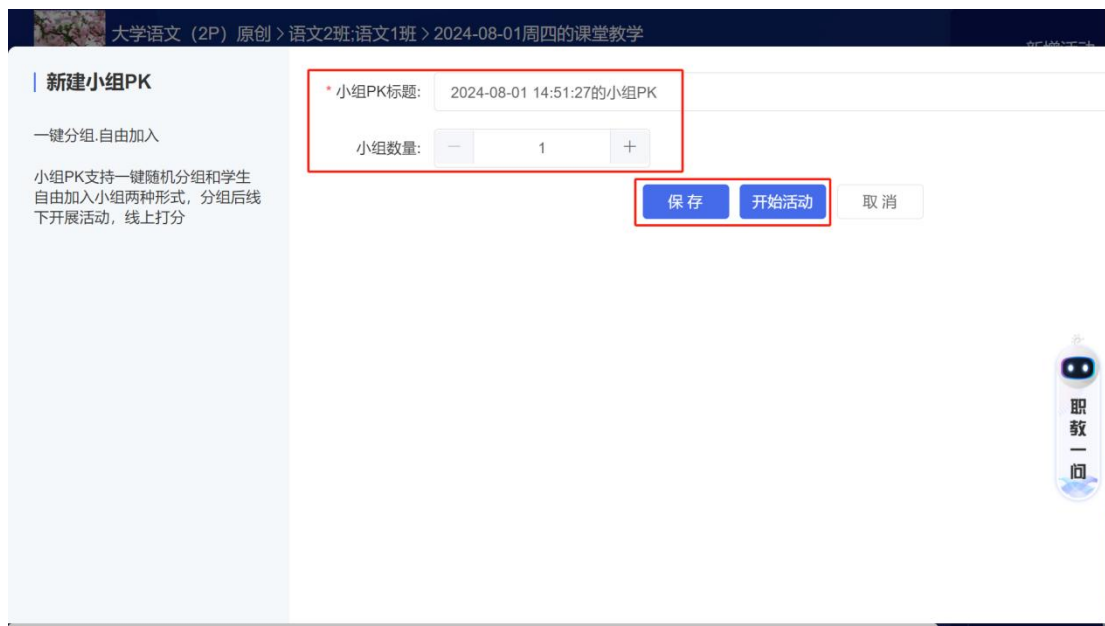 大学语文（2P）原创 > 语文2班;语文1班 > 2024-08-01周四的课堂教学
新建小组PK
一键分组.自由加入
小组PK支持一键随机分组和学生
自由加入小组两种形式，分组后线
下开展活动，线上打分
* 小组PK标题: 2024-08-01 14:51:27的小组PK
小组数量: － 1 +
保 存 开始活动 取 消
职教一问